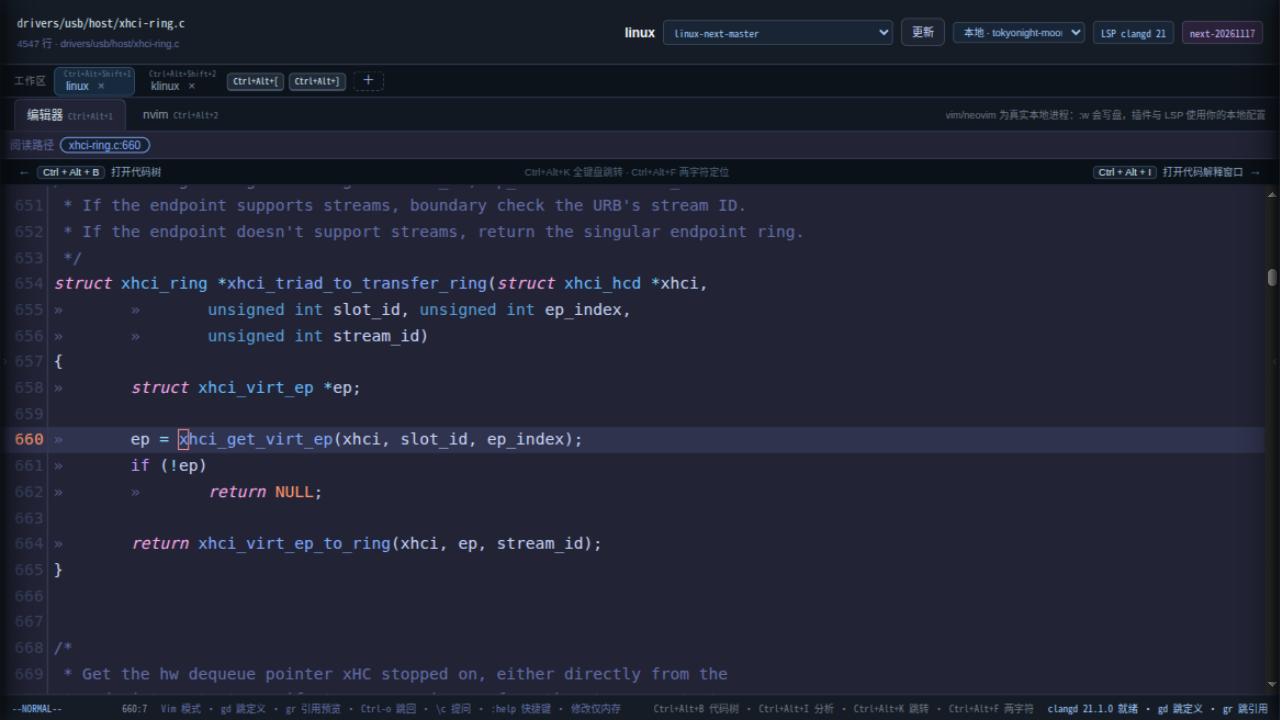 drivers/usb/host/xhci-ring.c
4547 行 · drivers/usb/host/xhci-ring.c
linux linux-next-master 更新 本地 · tokyonight-moon LSP clangd 21 next-20261117
工作区 Ctrl+Alt+Shift+1 linux × Ctrl+Alt+Shift+2 klinux × Ctrl+Alt+[ Ctrl+Alt+] +
编辑器 Ctrl+Alt+1 nvim Ctrl+Alt+2 vim/neovim 为真实本地进程；:w 会写盘，插件与 LSP 使用你的本地配置
阅读路径 xhci-ring.c:660
← Ctrl + Alt + B 打开代码树 Ctrl+Alt+K 全键盘跳转 · Ctrl+Alt+F 两字符定位 Ctrl + Alt + I 打开代码解释窗口 →
651 * If the endpoint supports streams, boundary check the URB's stream ID.
652 * If the endpoint doesn't support streams, return the singular endpoint ring.
653 */
654 struct xhci_ring *xhci_triad_to_transfer_ring(struct xhci_hcd *xhci,
655 » » unsigned int slot_id, unsigned int ep_index,
656 » » unsigned int stream_id)
657 {
658 » struct xhci_virt_ep *ep;
659
660 » ep = xhci_get_virt_ep(xhci, slot_id, ep_index);
661 » if (!ep)
662 » » return NULL;
663
664 » return xhci_virt_ep_to_ring(xhci, ep, stream_id);
665 }
666
667
668 /*
669 * Get the hw dequeue pointer xHC stopped on, either directly from the
--NORMAL-- 660:7 Vim 模式 · gd 跳定义 · gr 引用预览 · Ctrl-o 跳回 · \c 提问 · :help 快捷键 · 修改仅内存 Ctrl+Alt+B 代码树 · Ctrl+Alt+I 分析 · Ctrl+Alt+K 跳转 · Ctrl+Alt+F 两字符 clangd 21.1.0 就绪 · gd 跳定义 · gr 跳引用